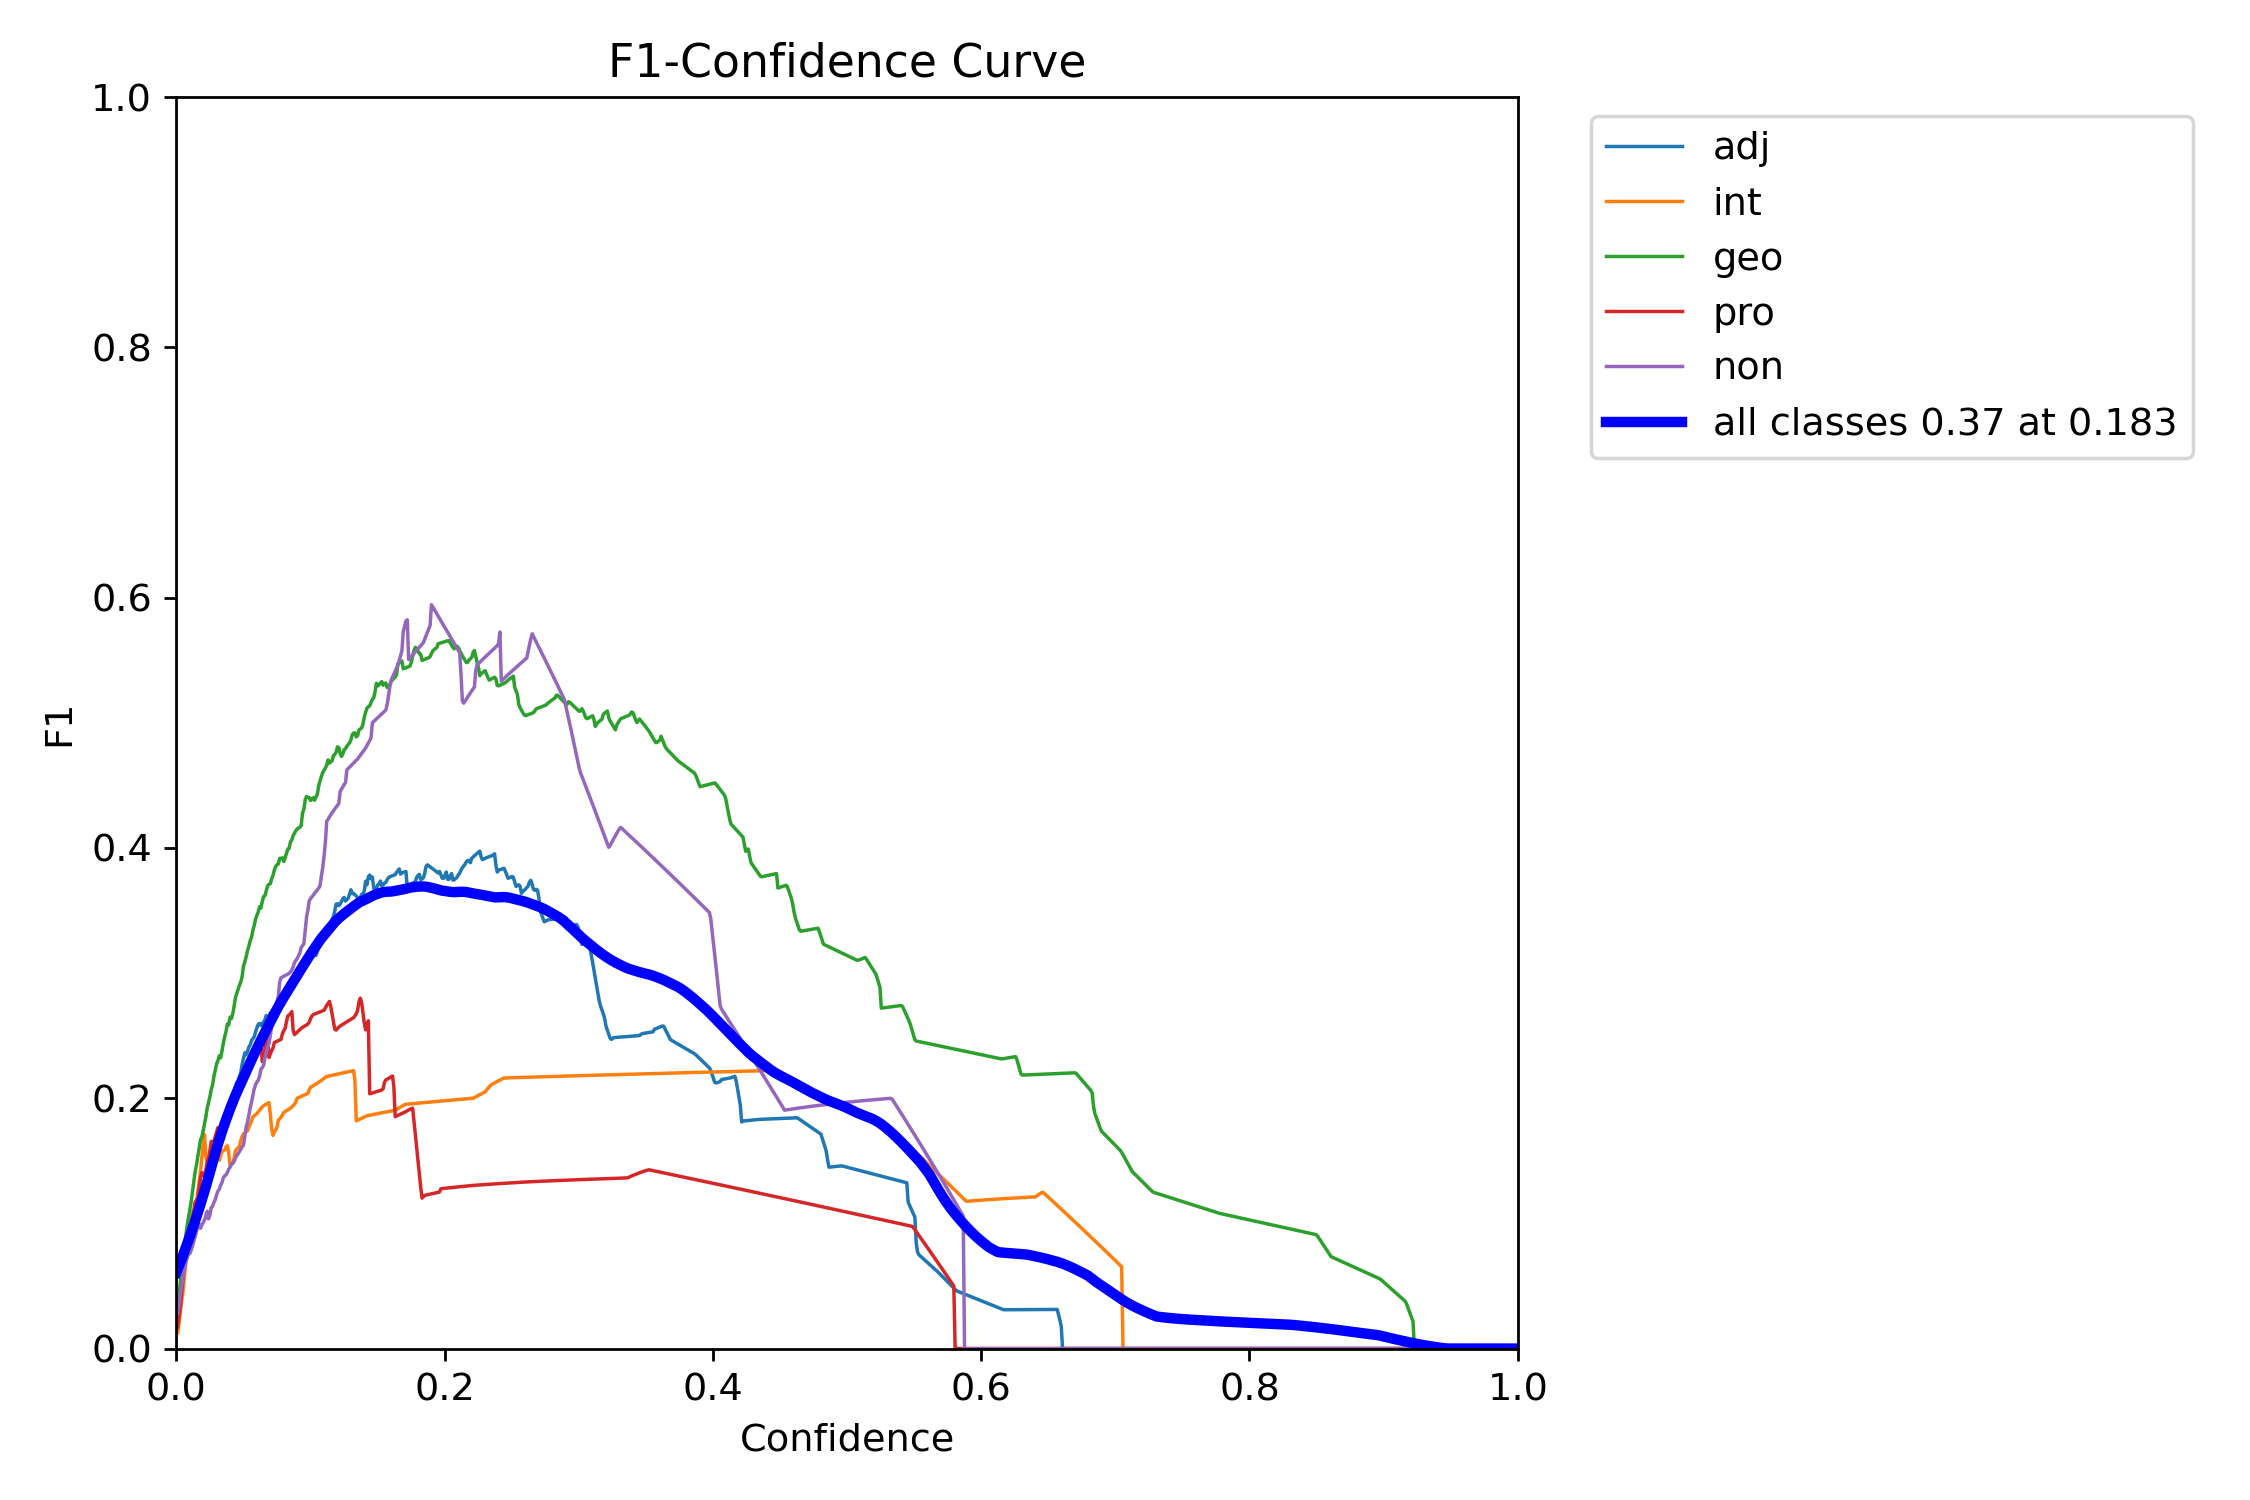 F1-Confidence Curve
1.0
0.8
0.6
0.4
0.2
0.0
F1
0.0 0.2 0.4 0.6 0.8 1.0
Confidence
adj
int
geo
pro
non
all classes 0.37 at 0.183